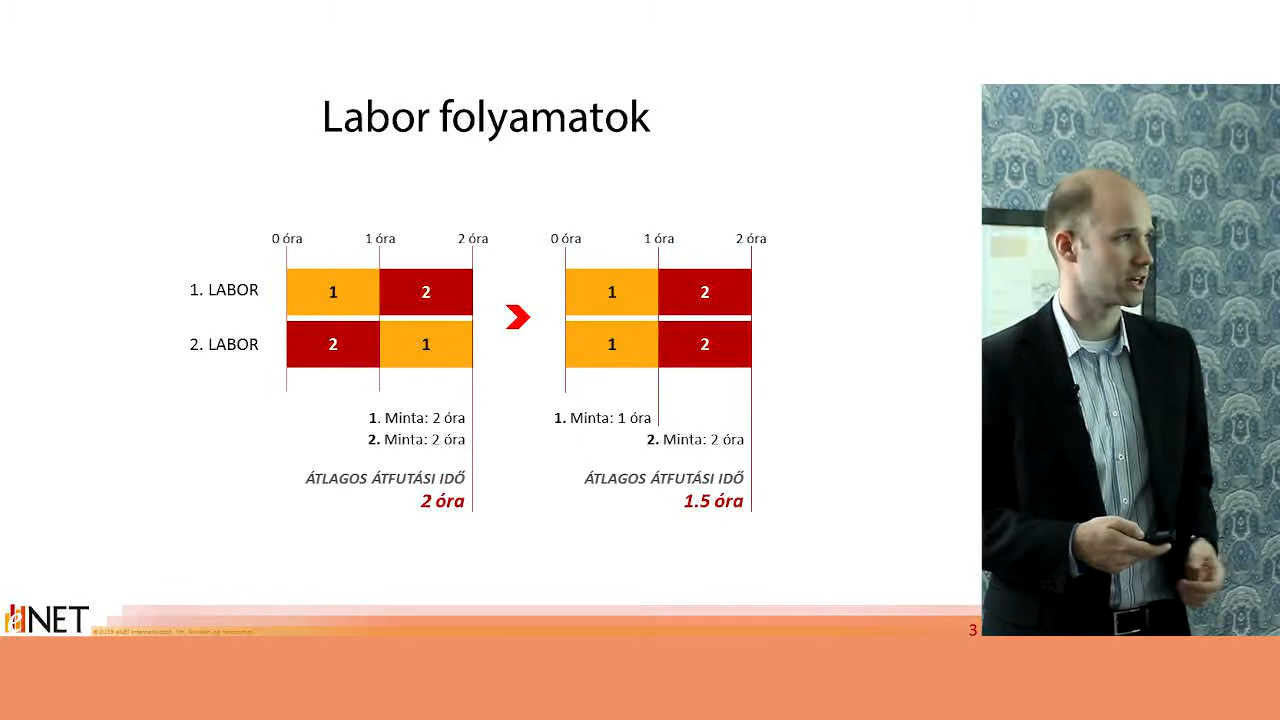 Labor folyamatok
0 óra 1 óra 2 óra 0 óra 1 óra 2 óra
1. LABOR 1 2 1 2
2. LABOR 2 1 1 2
1. Minta: 2 óra 1. Minta: 1 óra
2. Minta: 2 óra 2. Minta: 2 óra
ÁTLAGOS ÁTFUTÁSI IDŐ ÁTLAGOS ÁTFUTÁSI IDŐ
2 óra 1.5 óra
eNET
3